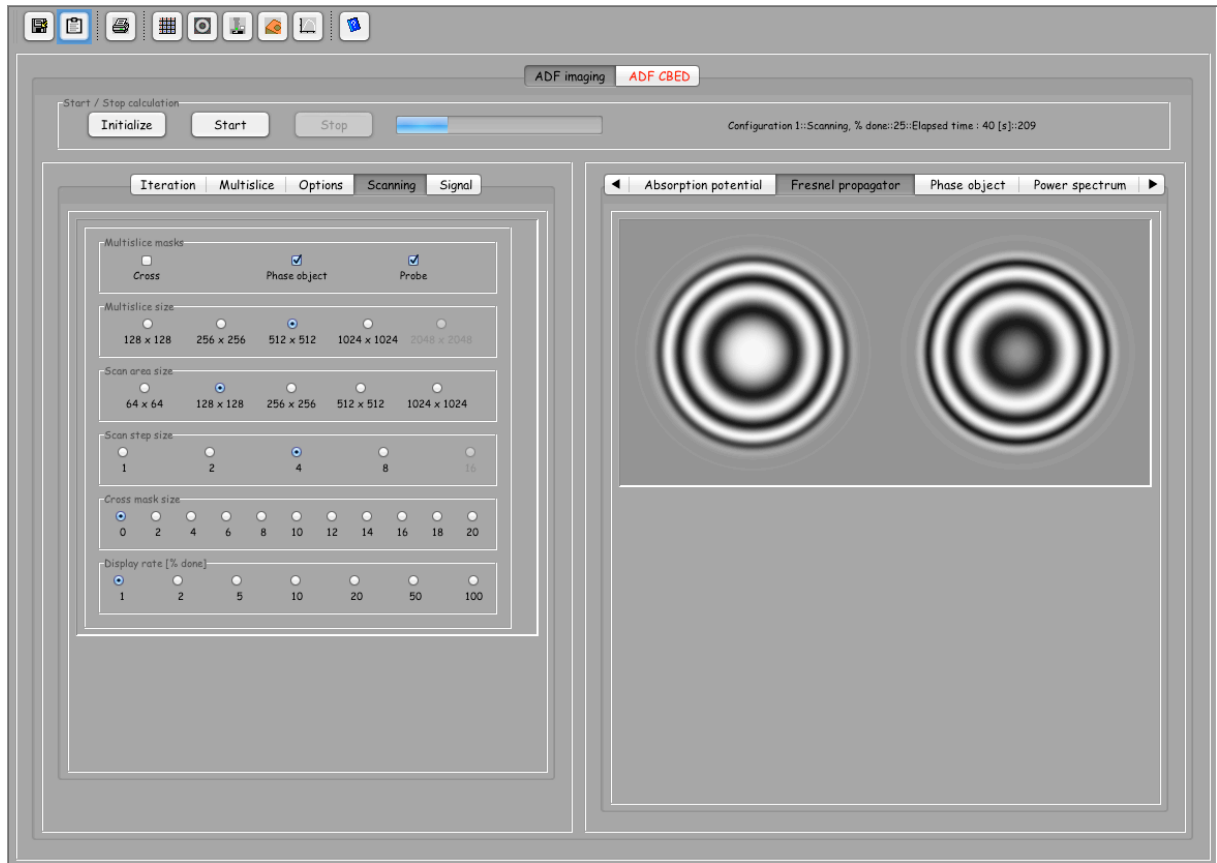 ADF imaging ADF CBED
Start / Stop calculation
Initialize Start Stop Configuration 1::Scanning, % done::25::Elapsed time : 40 [s]::209
Iteration Multislice Options Scanning Signal
Multislice masks
Cross Phase object Probe
Multislice size
128 x 128 256 x 256 512 x 512 1024 x 1024 2048 x 2048
Scan area size
64 x 64 128 x 128 256 x 256 512 x 512 1024 x 1024
Scan step size
1 2 4 8 16
Cross mask size
0 2 4 6 8 10 12 14 16 18 20
Display rate [% done]
1 2 5 10 20 50 100
Absorption potential Fresnel propagator Phase object Power spectrum